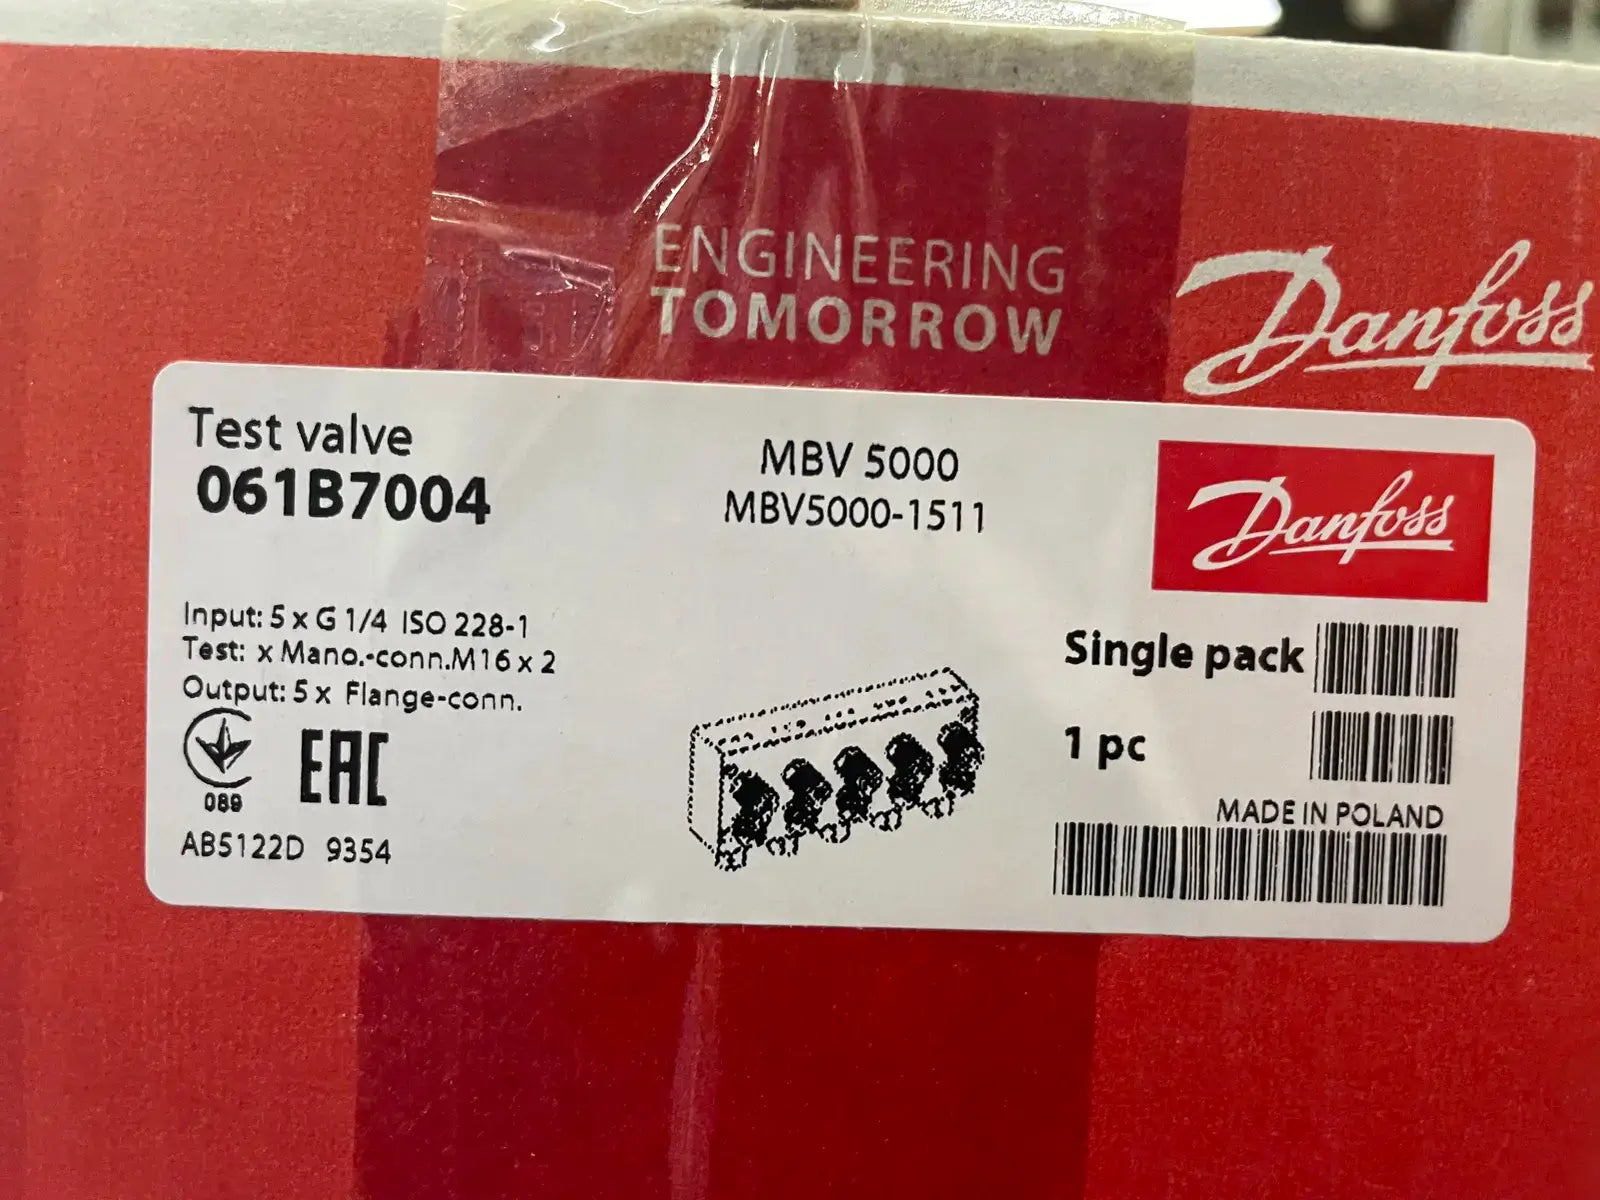 ENGINEERING
TOMORROW
Danfoss
Test valve
061B7004
MBV 5000
MBV5000-1511
Danfoss
Input: 5 x G 1/4 ISO 228-1
Test: x Mano.-conn.M16 x 2
Output: 5 x Flange-conn.
089
EAC
AB5122D 9354
Single pack
1 pc
MADE IN POLAND